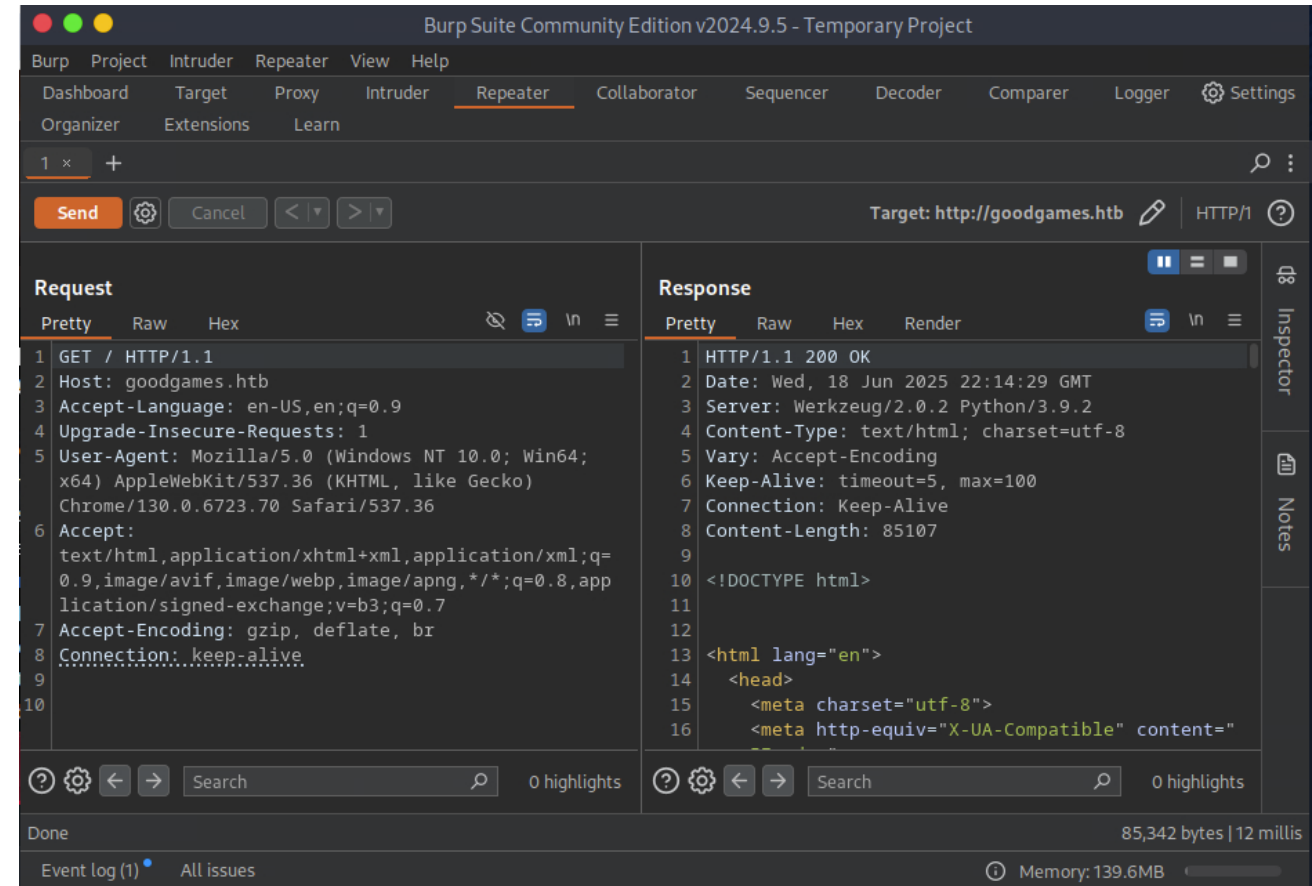 Burp Suite Community Edition v2024.9.5 - Temporary Project
Burp Project Intruder Repeater View Help
Dashboard Target Proxy Intruder Repeater Collaborator Sequencer Decoder Comparer Logger Settings
Organizer Extensions Learn
1 × +
Send Cancel < > Target: http://goodgames.htb HTTP/1 ?
Request
Pretty Raw Hex \n
1 GET / HTTP/1.1
2 Host: goodgames.htb
3 Accept-Language: en-US,en;q=0.9
4 Upgrade-Insecure-Requests: 1
5 User-Agent: Mozilla/5.0 (Windows NT 10.0; Win64;
x64) AppleWebKit/537.36 (KHTML, like Gecko)
Chrome/130.0.6723.70 Safari/537.36
6 Accept:
text/html,application/xhtml+xml,application/xml;q=
0.9,image/avif,image/webp,image/apng,*/*;q=0.8,app
lication/signed-exchange;v=b3;q=0.7
7 Accept-Encoding: gzip, deflate, br
8 Connection: keep-alive
9
10
Search 0 highlights
Response
Pretty Raw Hex Render \n
1 HTTP/1.1 200 OK
2 Date: Wed, 18 Jun 2025 22:14:29 GMT
3 Server: Werkzeug/2.0.2 Python/3.9.2
4 Content-Type: text/html; charset=utf-8
5 Vary: Accept-Encoding
6 Keep-Alive: timeout=5, max=100
7 Connection: Keep-Alive
8 Content-Length: 85107
9
10 <!DOCTYPE html>
11
12
13 <html lang="en">
14 <head>
15 <meta charset="utf-8">
16 <meta http-equiv="X-UA-Compatible" content="
Search 0 highlights
Inspector
Notes
Done 85,342 bytes | 12 millis
Event log (1) All issues Memory: 139.6MB